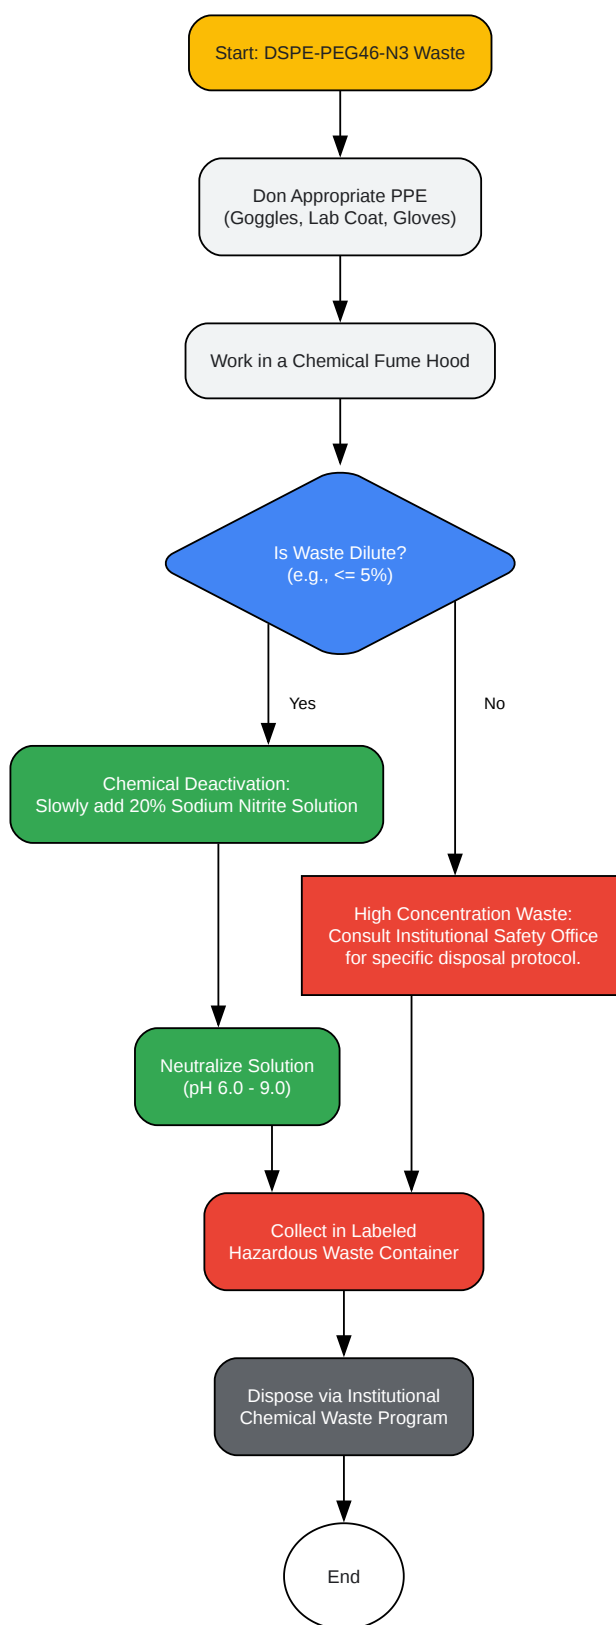 Start: DSPE-PEG46-N3 Waste
Don Appropriate PPE
(Goggles, Lab Coat, Gloves)
Work in a Chemical Fume Hood
Is Waste Dilute?
(e.g., <= 5%)
Yes
No
Chemical Deactivation:
Slowly add 20% Sodium Nitrite Solution
High Concentration Waste:
Consult Institutional Safety Office
for specific disposal protocol.
Neutralize Solution
(pH 6.0 - 9.0)
Collect in Labeled
Hazardous Waste Container
Dispose via Institutional
Chemical Waste Program
End